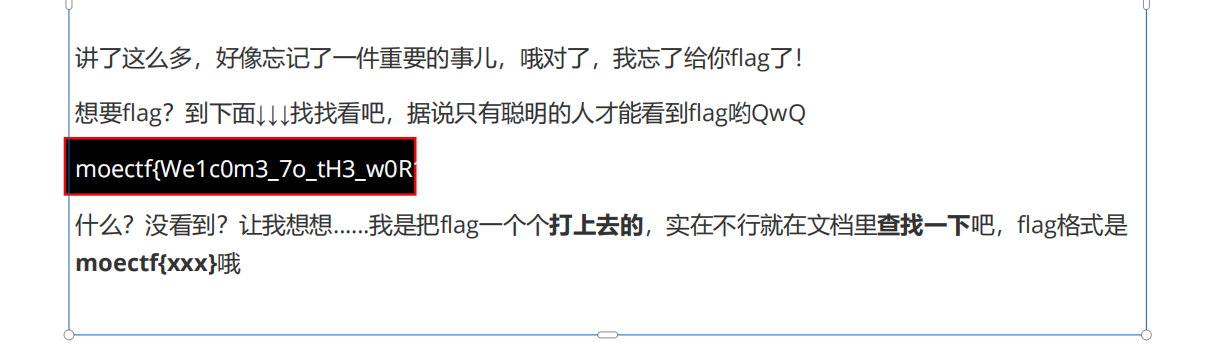 讲了这么多，好像忘记了一件重要的事儿，哦对了，我忘了给你flag了！
想要flag？到下面↓↓↓找找看吧，据说只有聪明的人才能看到flag哟QwQ
moectf{We1c0m3_7o_tH3_w0R
什么？没看到？让我想想......我是把flag一个个打上去的，实在不行就在文档里查找一下吧，flag格式是
moectf{xxx}哦